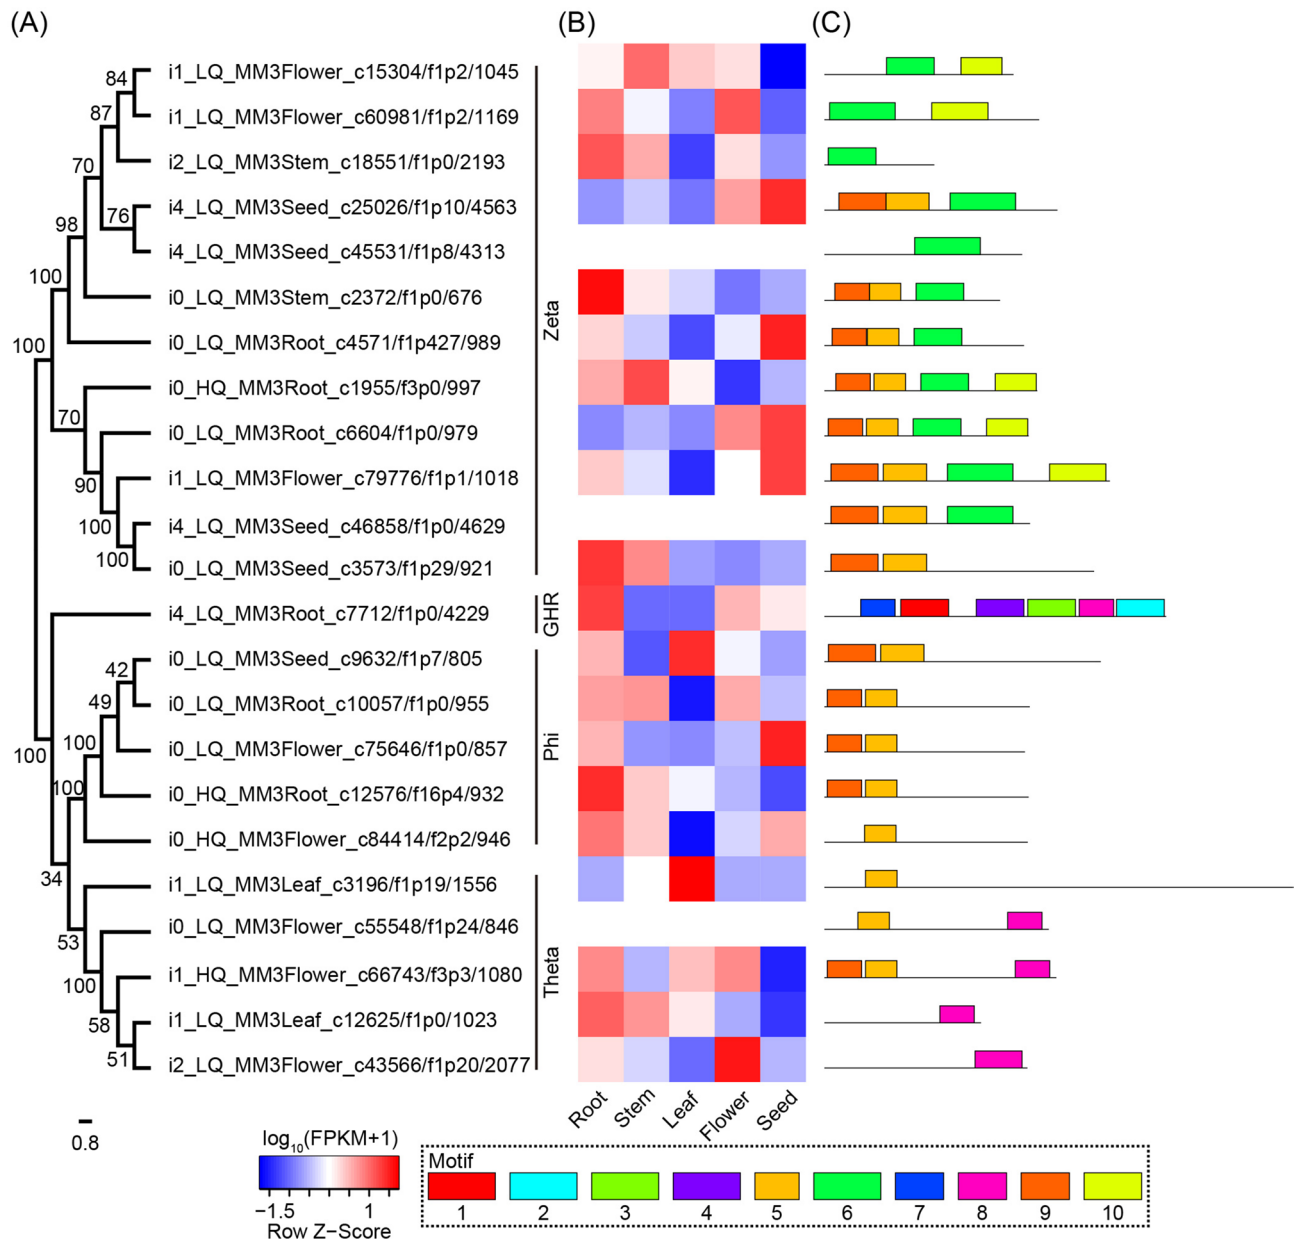 (A) (B) (C)
i1_LQ_MM3Flower_c15304/f1p2/1045
i1_LQ_MM3Flower_c60981/f1p2/1169
i2_LQ_MM3Stem_c18551/f1p0/2193
i4_LQ_MM3Seed_c25026/f1p10/4563
i4_LQ_MM3Seed_c45531/f1p8/4313
i0_LQ_MM3Stem_c2372/f1p0/676
i0_LQ_MM3Root_c4571/f1p427/989
i0_HQ_MM3Root_c1955/f3p0/997
i0_LQ_MM3Root_c6604/f1p0/979
i1_LQ_MM3Flower_c79776/f1p1/1018
i4_LQ_MM3Seed_c46858/f1p0/4629
i0_LQ_MM3Seed_c3573/f1p29/921
i4_LQ_MM3Root_c7712/f1p0/4229
i0_LQ_MM3Seed_c9632/f1p7/805
i0_LQ_MM3Root_c10057/f1p0/955
i0_LQ_MM3Flower_c75646/f1p0/857
i0_HQ_MM3Root_c12576/f16p4/932
i0_HQ_MM3Flower_c84414/f2p2/946
i1_LQ_MM3Leaf_c3196/f1p19/1556
i0_LQ_MM3Flower_c55548/f1p24/846
i1_HQ_MM3Flower_c66743/f3p3/1080
i1_LQ_MM3Leaf_c12625/f1p0/1023
i2_LQ_MM3Flower_c43566/f1p20/2077
84
87
70
76
98
100
100
70
90
100
100
42
49
100
100
100
34
53
100
58
51
Zeta
GHR
Phi
Theta
Root Stem Leaf Flower Seed
0.8
log10(FPKM+1)
−1.5 1
Row Z-Score
Motif
1 2 3 4 5 6 7 8 9 10